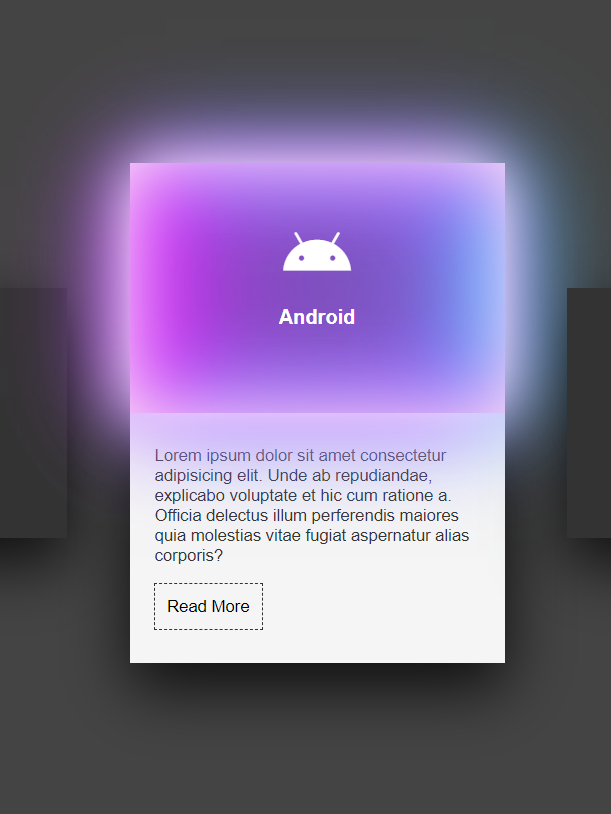 Android
Lorem ipsum dolor sit amet consectetur
adipisicing elit. Unde ab repudiandae,
explicabo voluptate et hic cum ratione a.
Officia delectus illum perferendis maiores
quia molestias vitae fugiat aspernatur alias
corporis?
Read More